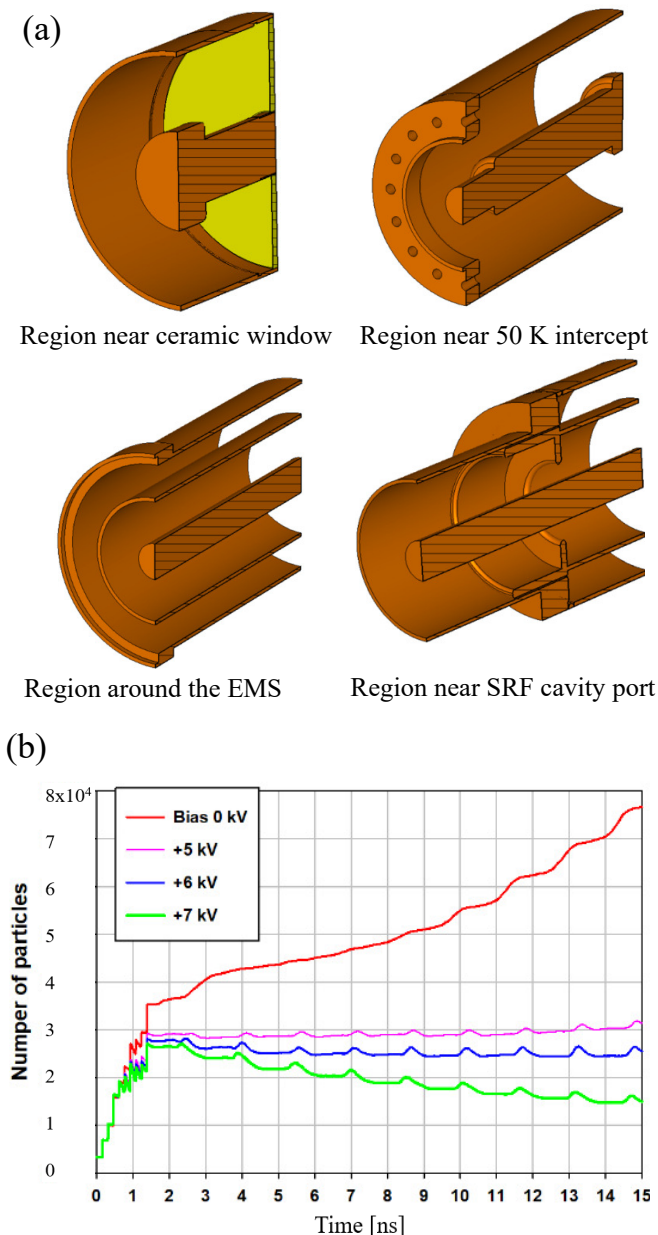 (a)
Region near ceramic window
Region near 50 K intercept
Region around the EMS
Region near SRF cavity port
(b)
8x10⁴
7
6
5
4
3
2
1
0
Numper of particles
Bias 0 kV
+5 kV
+6 kV
+7 kV
0 1 2 3 4 5 6 7 8 9 10 11 12 13 14 15
Time [ns]